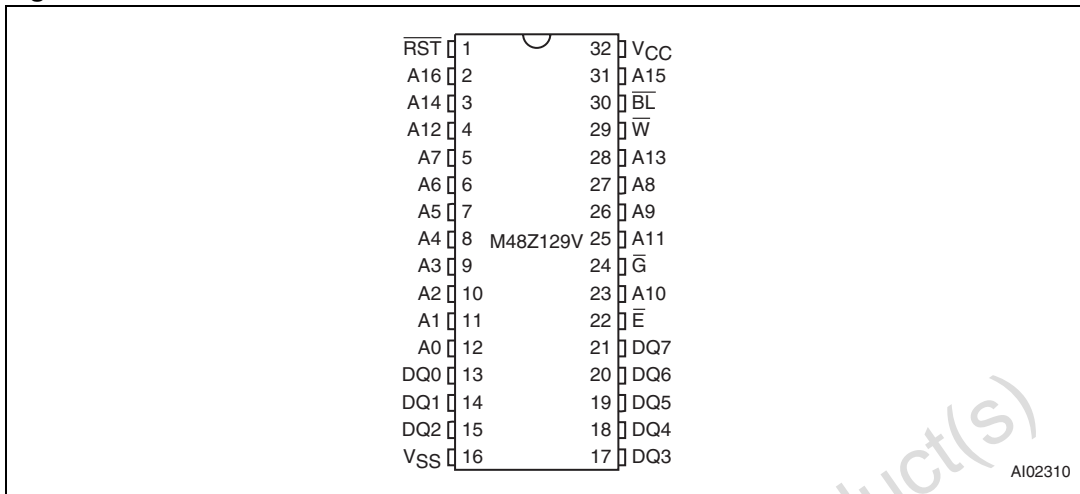 R̅S̅T̅ 1 32 VCC
A16 2 31 A15
A14 3 30 B̅L̅
A12 4 29 W̅
A7 5 28 A13
A6 6 27 A8
A5 7 26 A9
A4 8 M48Z129V 25 A11
A3 9 24 G̅
A2 10 23 A10
A1 11 22 E̅
A0 12 21 DQ7
DQ0 13 20 DQ6
DQ1 14 19 DQ5
DQ2 15 18 DQ4
VSS 16 17 DQ3
AI02310